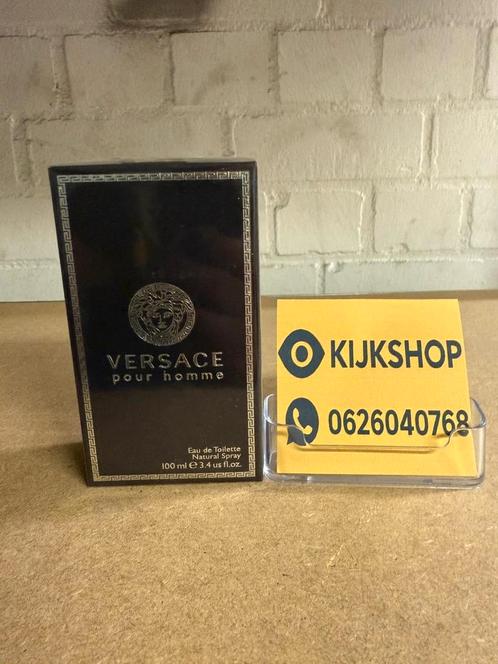 VERSACE
pour homme
Eau de Toilette
Natural Spray
100 ml ℮ 3.4 us fl.oz.
KIJKSHOP
0626040768